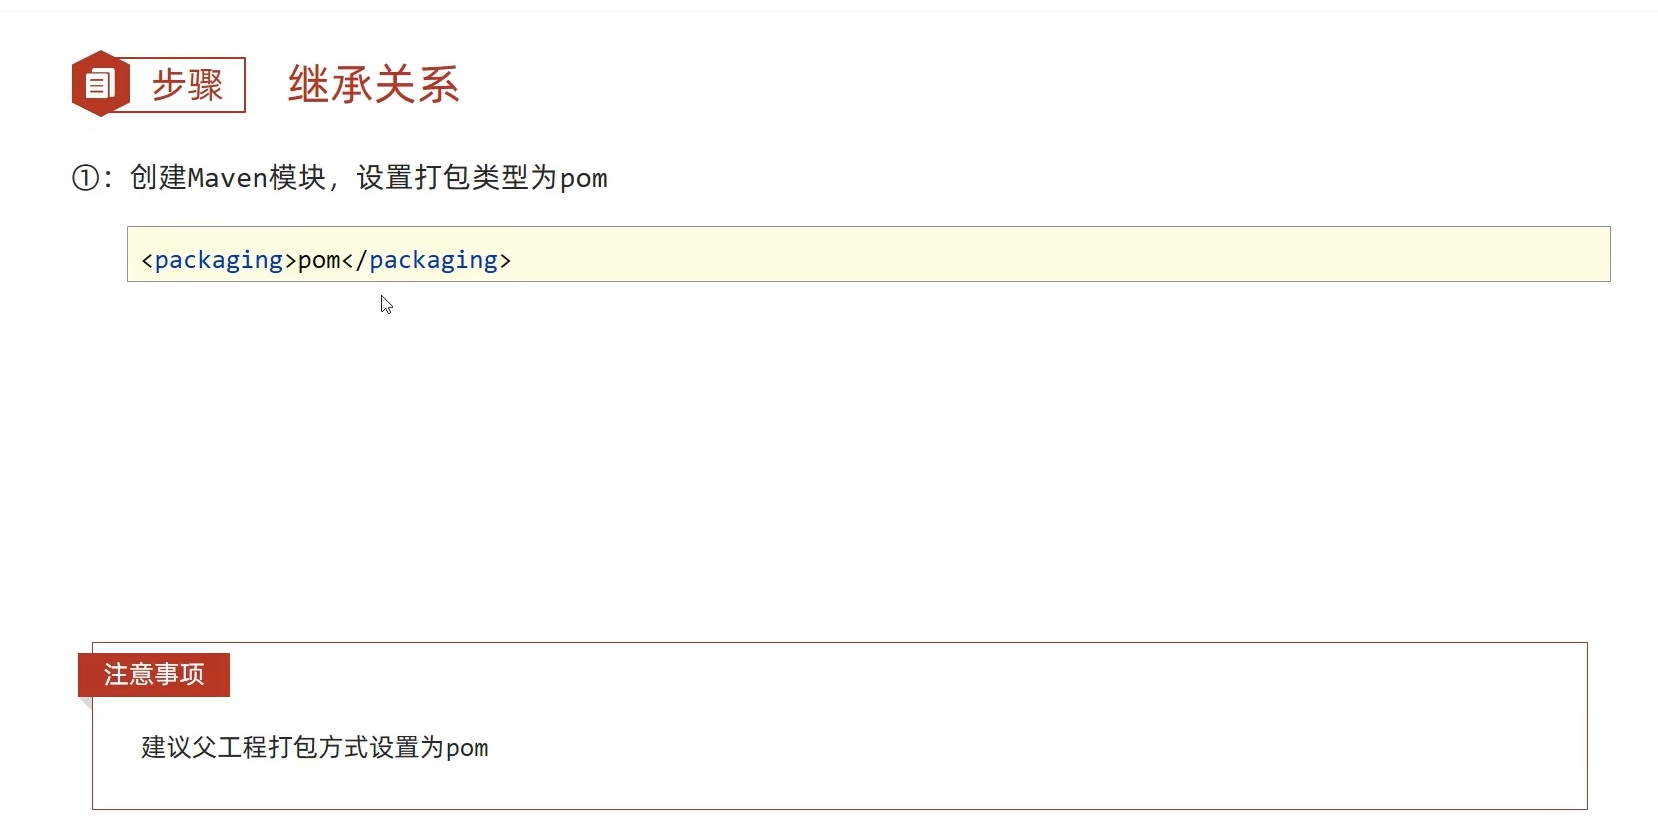 步骤 继承关系
①：创建Maven模块，设置打包类型为pom
<packaging>pom</packaging>
注意事项
建议父工程打包方式设置为pom